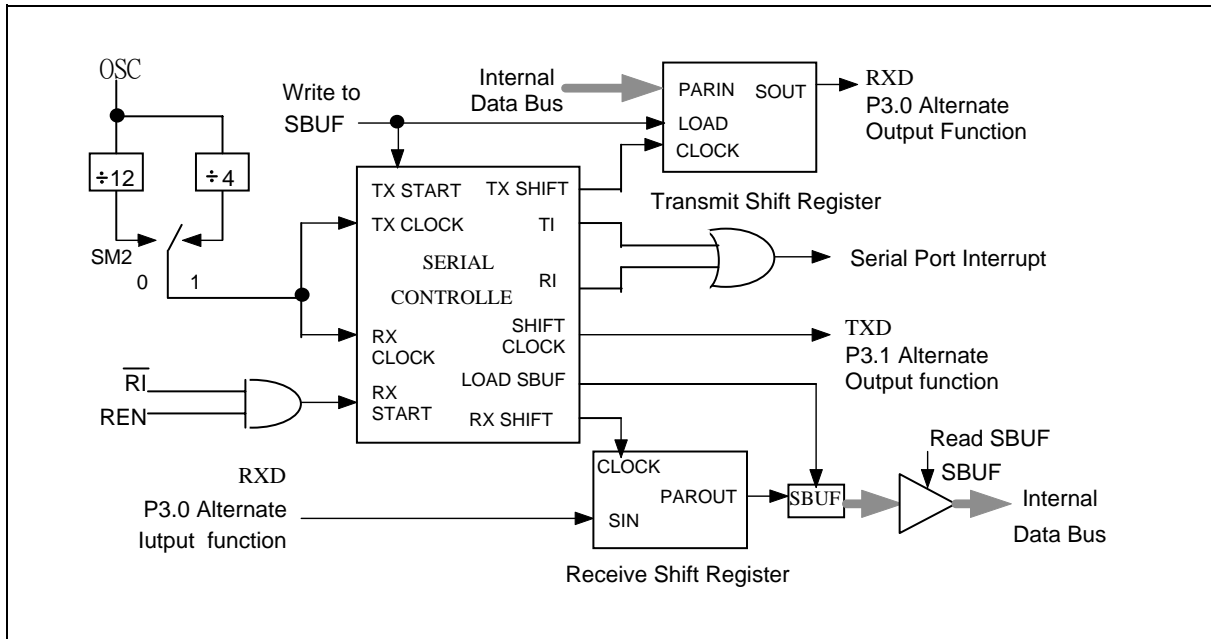 OSC
÷12
÷4
SM2
0
1
Write to
SBUF
Internal
Data Bus
PARIN
SOUT
LOAD
CLOCK
RXD
P3.0 Alternate
Output Function
Transmit Shift Register
TX START
TX SHIFT
TX CLOCK
TI
SERIAL
RI
CONTROLLE
Serial Port Interrupt
RX
CLOCK
SHIFT
CLOCK
TXD
P3.1 Alternate
Output function
LOAD SBUF
RX
START
RX SHIFT
RI
REN
RXD
P3.0 Alternate
Iutput function
CLOCK
PAROUT
SIN
Receive Shift Register
SBUF
Read SBUF
SBUF
Internal
Data Bus